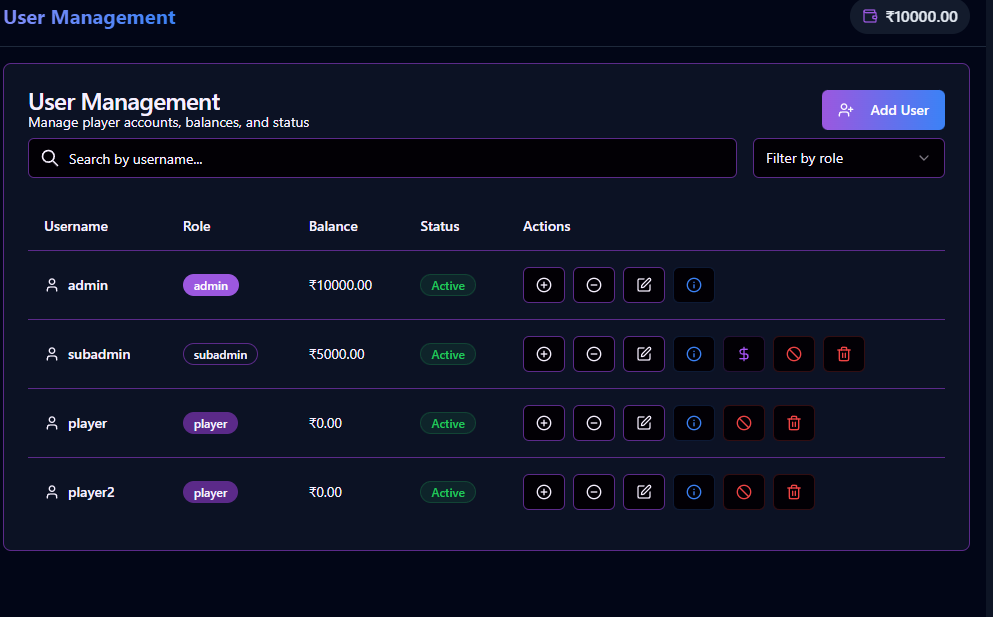 User Management
₹10000.00
User Management
Manage player accounts, balances, and status
Add User
Search by username...
Filter by role
Username Role Balance Status Actions
admin admin ₹10000.00 Active
subadmin subadmin ₹5000.00 Active $
player player ₹0.00 Active
player2 player ₹0.00 Active